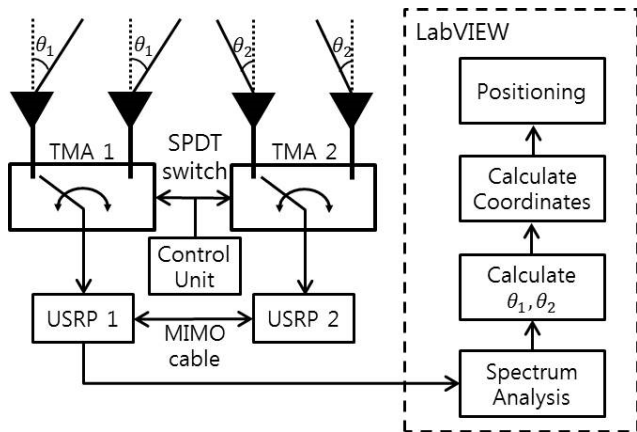 θ₁
θ₁
θ₂
θ₂
TMA 1
SPDT
switch
TMA 2
Control
Unit
USRP 1
MIMO
cable
USRP 2
LabVIEW
Positioning
Calculate
Coordinates
Calculate
θ₁, θ₂
Spectrum
Analysis